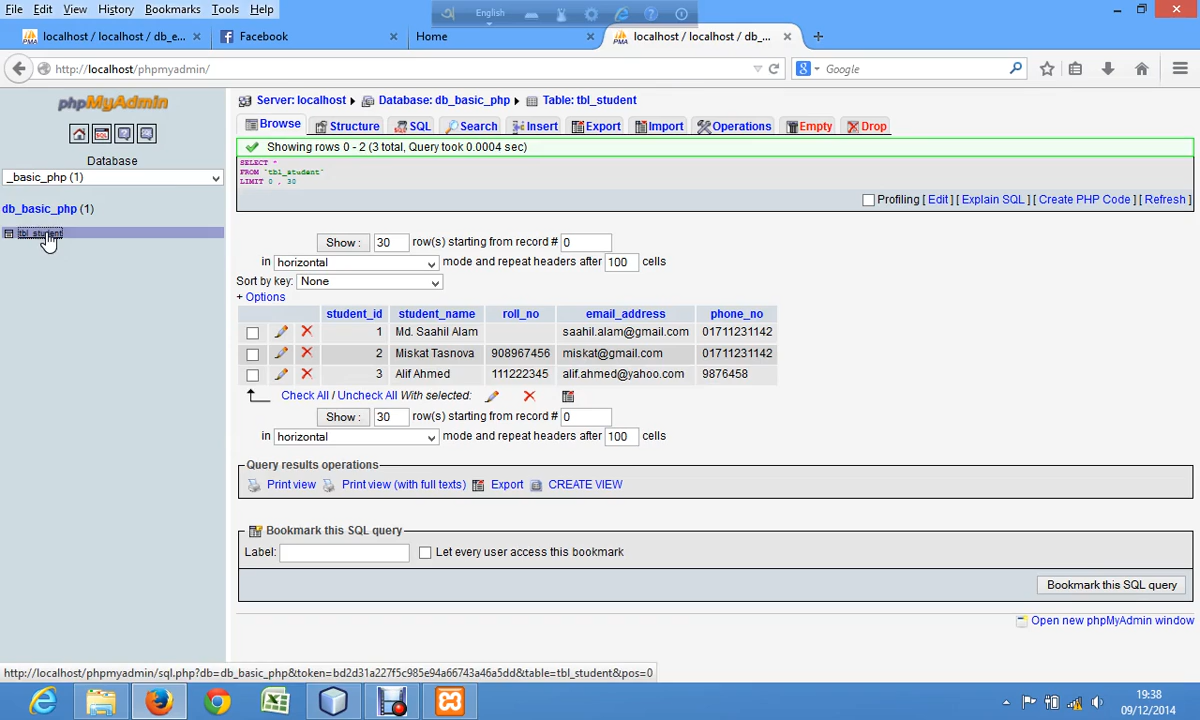 File Edit View History Bookmarks Tools Help
English
localhost / localhost / db_e... × Facebook × Home × localhost / localhost / db_... × +
http://localhost/phpmyadmin/ Google
phpMyAdmin
Database
_basic_php (1)
db_basic_php (1)
tbl_student
Server: localhost ▸ Database: db_basic_php ▸ Table: tbl_student
Browse Structure SQL Search Insert Export Import Operations Empty Drop
Showing rows 0 - 2 (3 total, Query took 0.0004 sec)
SELECT *
FROM `tbl_student`
LIMIT 0 , 30
Profiling [ Edit ] [ Explain SQL ] [ Create PHP Code ] [ Refresh ]
Show : 30 row(s) starting from record # 0
in horizontal mode and repeat headers after 100 cells
Sort by key: None
+ Options
student_id student_name roll_no email_address phone_no
1 Md. Saahil Alam saahil.alam@gmail.com 01711231142
2 Miskat Tasnova 908967456 miskat@gmail.com 01711231142
3 Alif Ahmed 111222345 alif.ahmed@yahoo.com 9876458
Check All / Uncheck All With selected:
Show : 30 row(s) starting from record # 0
in horizontal mode and repeat headers after 100 cells
Query results operations
Print view Print view (with full texts) Export CREATE VIEW
Bookmark this SQL query
Label: Let every user access this bookmark
Bookmark this SQL query
Open new phpMyAdmin window
http://localhost/phpmyadmin/sql.php?db=db_basic_php&token=bd2d31a227f5c985e94a66743a46a5dd&table=tbl_student&pos=0
19:38
09/12/2014